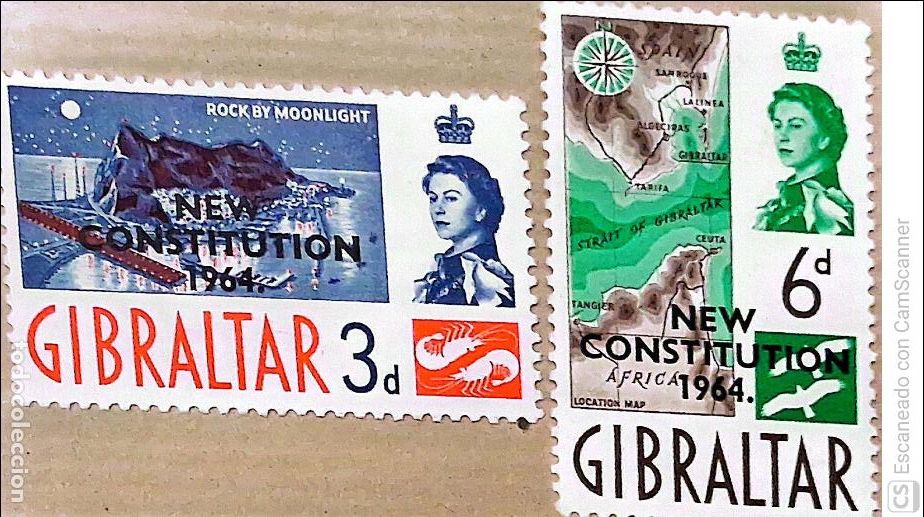 ROCK BY MOONLIGHT
NEW
CONSTITUTION
1964.
GIBRALTAR 3d
SPAIN
SAN ROQUE
LA LINEA
ALGECIRAS
GIBRALTAR
TARIFA
STRAIT OF GIBRALTAR
CEUTA
6d
TANGIER
NEW
CONSTITUTION
AFRICA 1964.
LOCATION MAP
GIBRALTAR
todocoleccion
CS Escaneado con CamScanner